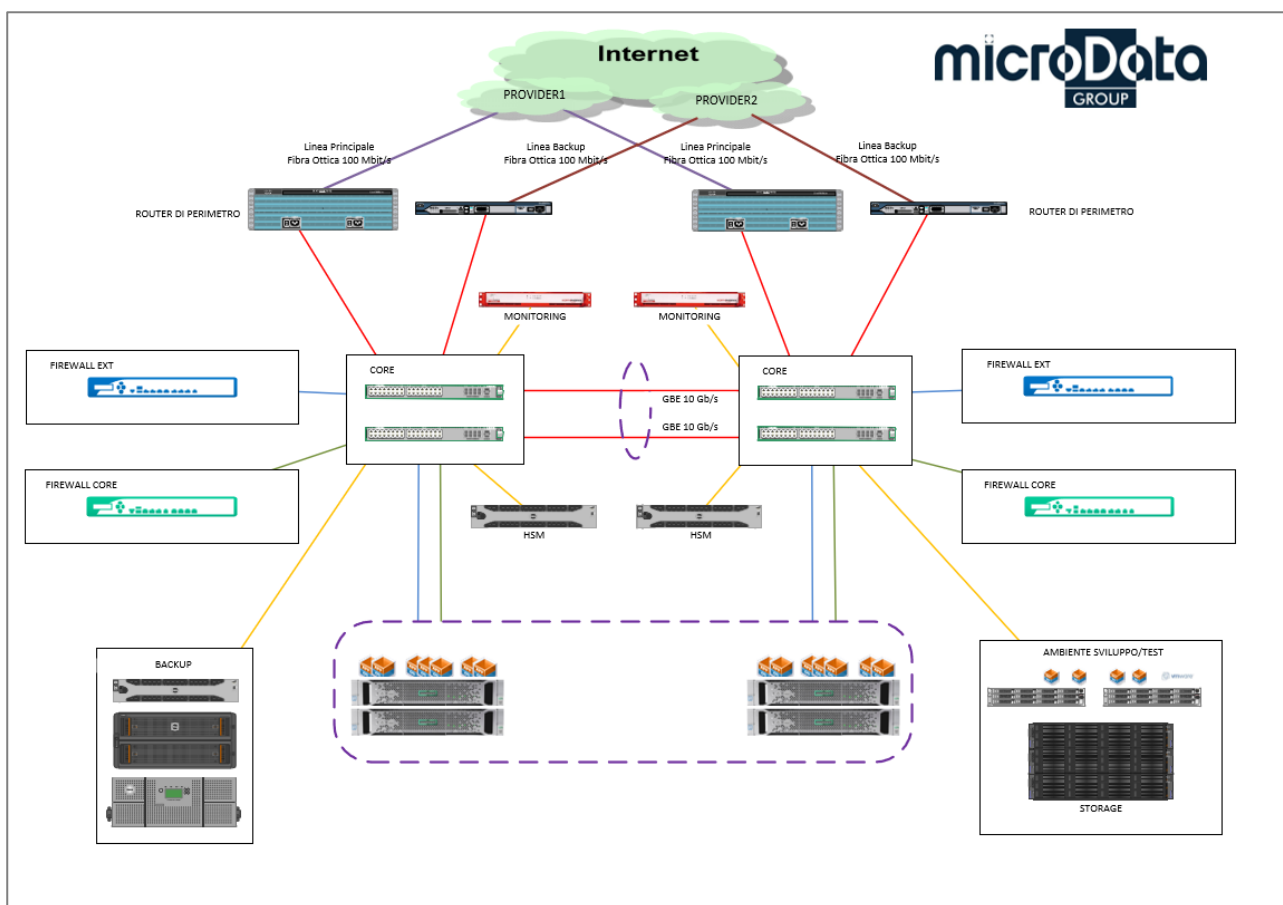 Internet
microData
GROUP
PROVIDER1
PROVIDER2
Linea Principale
Fibra Ottica 100 Mbit/s
Linea Backup
Fibra Ottica 100 Mbit/s
Linea Principale
Fibra Ottica 100 Mbit/s
Linea Backup
Fibra Ottica 100 Mbit/s
ROUTER DI PERIMETRO
ROUTER DI PERIMETRO
MONITORING
MONITORING
FIREWALL EXT
CORE
CORE
FIREWALL EXT
GBE 10 Gb/s
GBE 10 Gb/s
FIREWALL CORE
FIREWALL CORE
HSM
HSM
BACKUP
AMBIENTE SVILUPPO/TEST
STORAGE